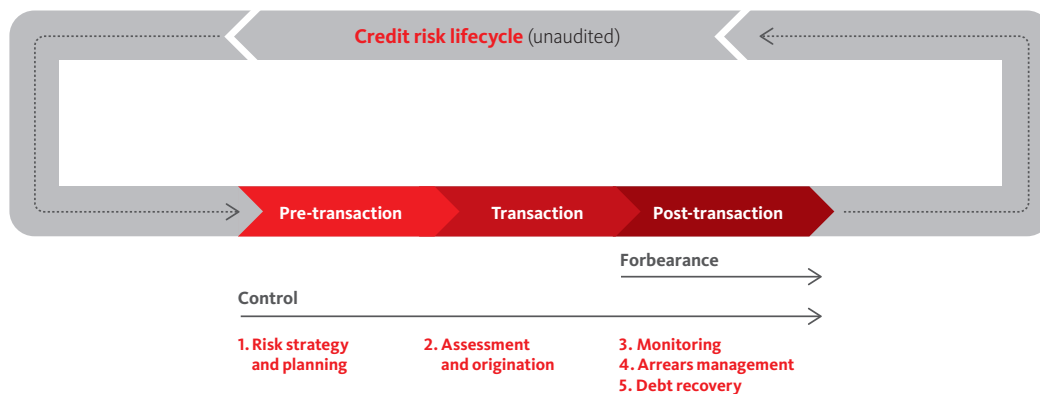 Credit risk lifecycle (unaudited)
Pre-transaction
Transaction
Post-transaction
Forbearance
Control
1. Risk strategy
and planning
2. Assessment
and origination
3. Monitoring
4. Arrears management
5. Debt recovery